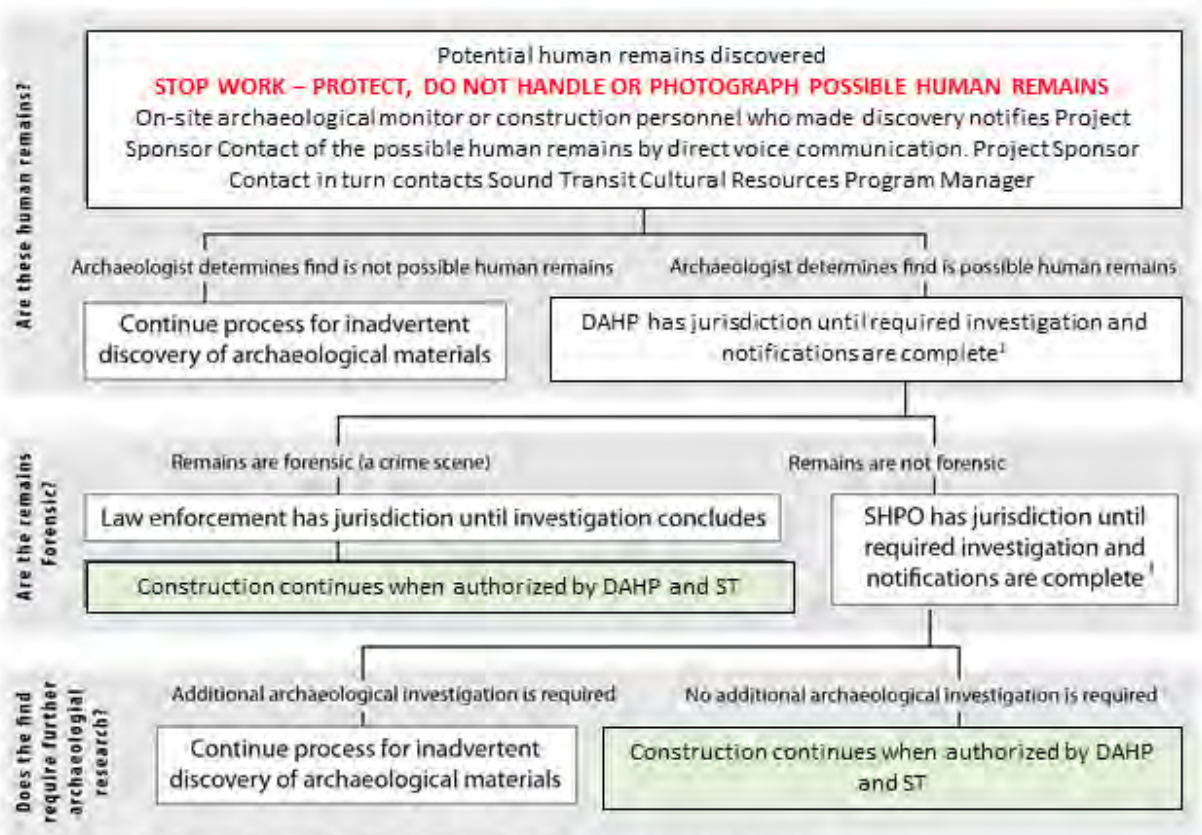 Are these human remains?
Potential human remains discovered
STOP WORK – PROTECT, DO NOT HANDLE OR PHOTOGRAPH POSSIBLE HUMAN REMAINS
On-site archaeological monitor or construction personnel who made discovery notifies Project
Sponsor Contact of the possible human remains by direct voice communication. Project Sponsor
Contact in turn contacts Sound Transit Cultural Resources Program Manager
Archaeologist determines find is not possible human remains
Archaeologist determines find is possible human remains
Continue process for inadvertent
discovery of archaeological materials
DAHP has jurisdiction until required investigation and
notifications are complete¹
Are the remains
Forensic?
Remains are forensic (a crime scene)
Remains are not forensic
Law enforcement has jurisdiction until investigation concludes
Construction continues when authorized by DAHP and ST
SHPO has jurisdiction until
required investigation and
notifications are complete¹
Does the find
require further
archaeologial
research?
Additional archaeological investigation is required
No additional archaeological investigation is required
Continue process for inadvertent
discovery of archaeological materials
Construction continues when authorized by DAHP
and ST